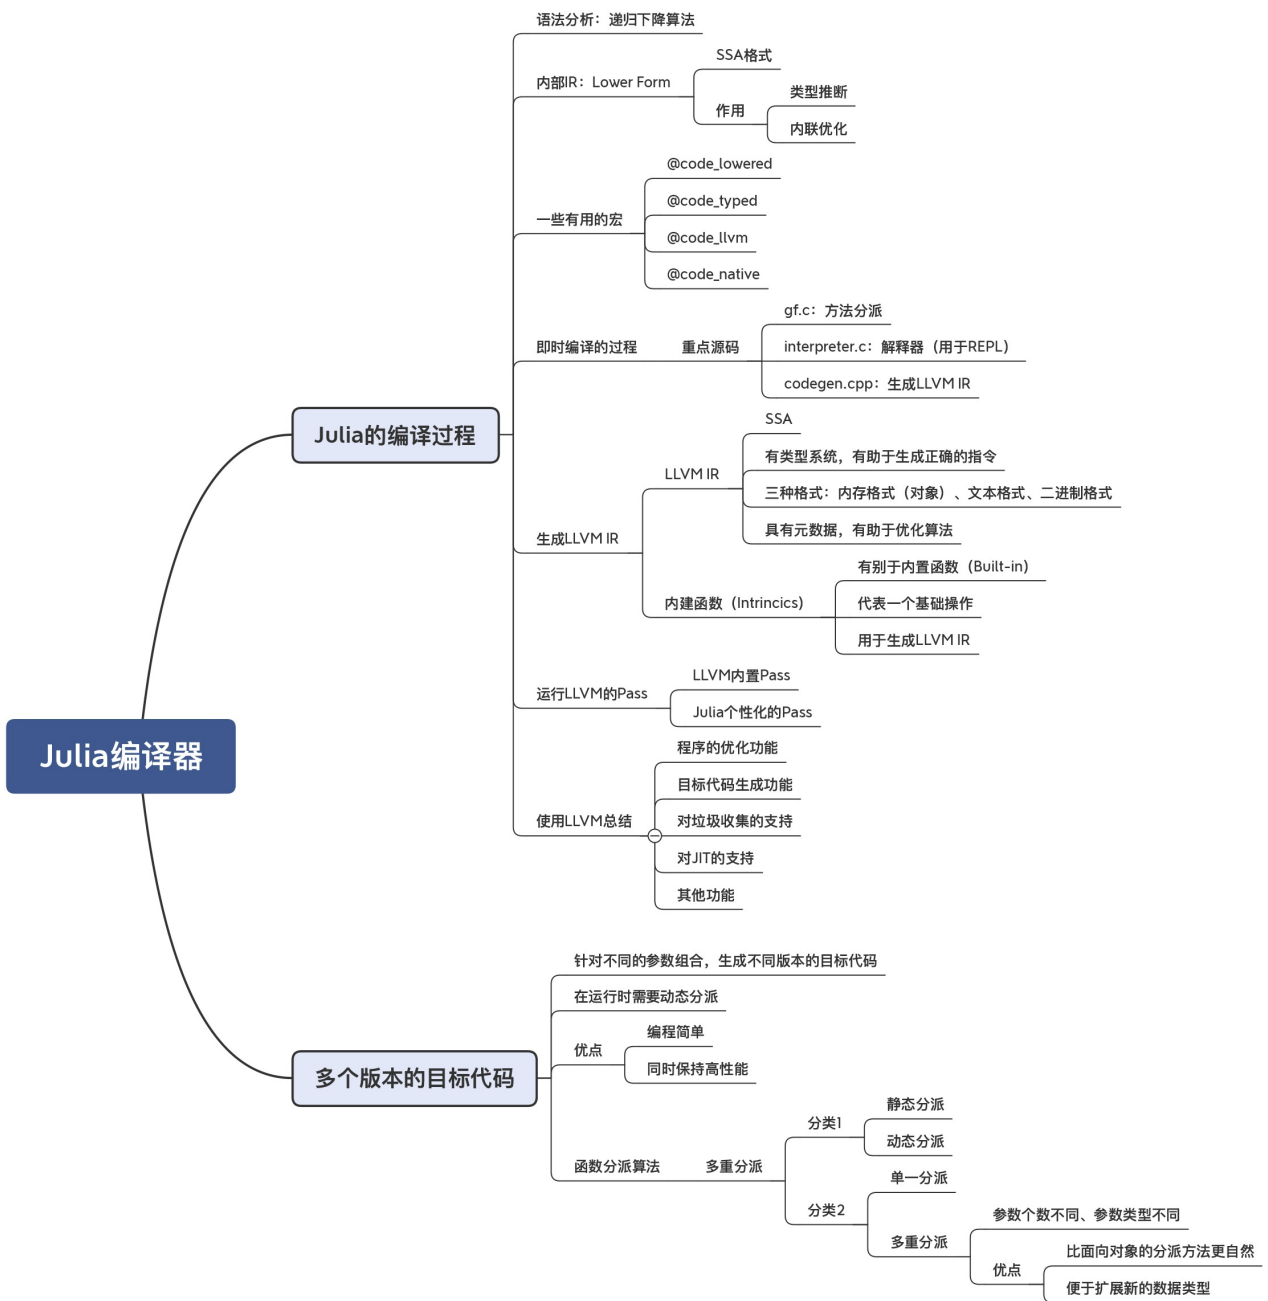 语法分析：递归下降算法
SSA格式
内部IR：Lower Form
类型推断
作用
内联优化
@code_lowered
@code_typed
一些有用的宏
@code_llvm
@code_native
gf.c：方法分派
即时编译的过程
重点源码
interpreter.c：解释器（用于REPL）
codegen.cpp：生成LLVM IR
Julia的编译过程
SSA
有类型系统，有助于生成正确的指令
LLVM IR
三种格式：内存格式（对象）、文本格式、二进制格式
具有元数据，有助于优化算法
生成LLVM IR
有别于内置函数（Built-in）
内建函数（Intrincics）
代表一个基础操作
用于生成LLVM IR
LLVM内置Pass
运行LLVM的Pass
Julia个性化的Pass
Julia编译器
程序的优化功能
目标代码生成功能
使用LLVM总结
对垃圾收集的支持
对JIT的支持
其他功能
针对不同的参数组合，生成不同版本的目标代码
在运行时需要动态分派
编程简单
优点
同时保持高性能
多个版本的目标代码
静态分派
分类1
动态分派
函数分派算法
多重分派
单一分派
分类2
参数个数不同、参数类型不同
多重分派
比面向对象的分派方法更自然
优点
便于扩展新的数据类型